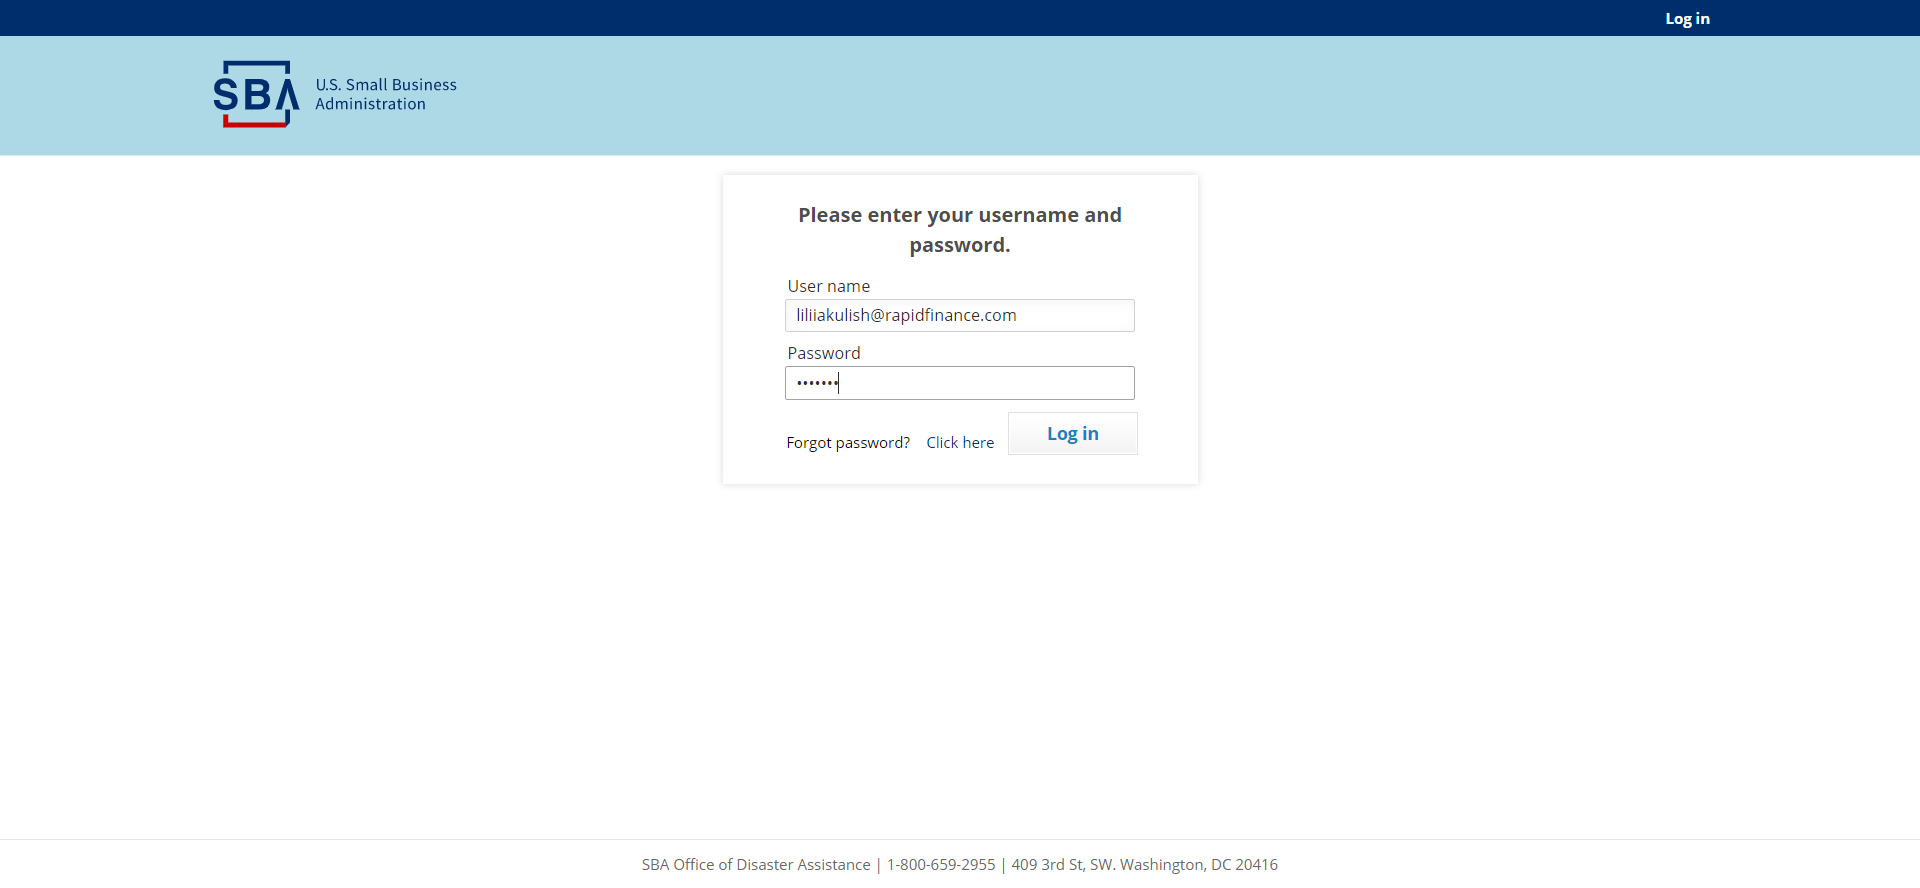 Log in
SBA
U.S. Small Business
Administration
Please enter your username and
password.
User name
liliiakulish@rapidfinance.com
Password
•••••••
Forgot password? Click here
Log in
SBA Office of Disaster Assistance | 1-800-659-2955 | 409 3rd St, SW. Washington, DC 20416